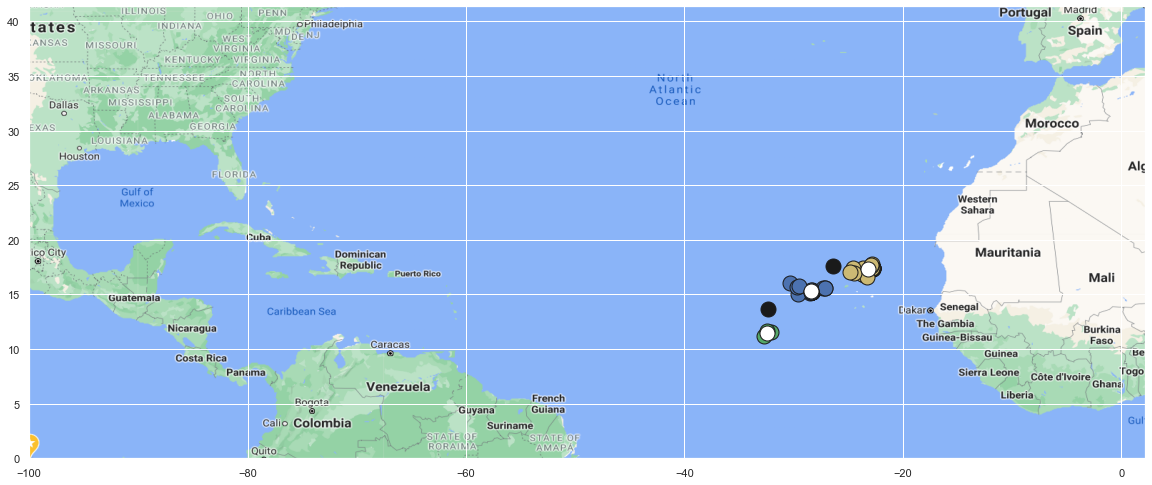 ILLINOIS
OHIO
PENN
Philadelphia
Portugal
Madrid
40
tates
INDIANA
MD
DE
NJ
Spain
KANSAS
MISSOURI
WEST
VIRGINIA
KENTUCKY
VIRGINIA
35
OKLAHOMA
TENNESSEE
NORTH
CAROLINA
North
Atlantic
Ocean
ARKANSAS
Dallas
MISSISSIPPI
SOUTH
CAROLINA
ALABAMA
30
EXAS
GEORGIA
Morocco
LOUISIANA
Houston
Alg
25
FLORIDA
Gulf of
Mexico
Western
Sahara
20
Cuba
ico City
Dominican
Republic
Mauritania
Puerto Rico
Mali
15
Guatemala
Caribbean Sea
Dakar
Senegal
Nicaragua
The Gambia
Guinea-Bissau
Burkina
Faso
10
Caracas
Costa Rica
Guinea
Be
Panama
Sierra Leone
Côte d'Ivoire
Togo
Venezuela
Ghana
5
Bogota
Guyana
French
Guiana
Liberia
Cali
Colombia
Suriname
Gulf
STATE OF
RORAIMA
STATE OF
AMAPA
Quito
0
−100
−80
−60
−40
−20
0